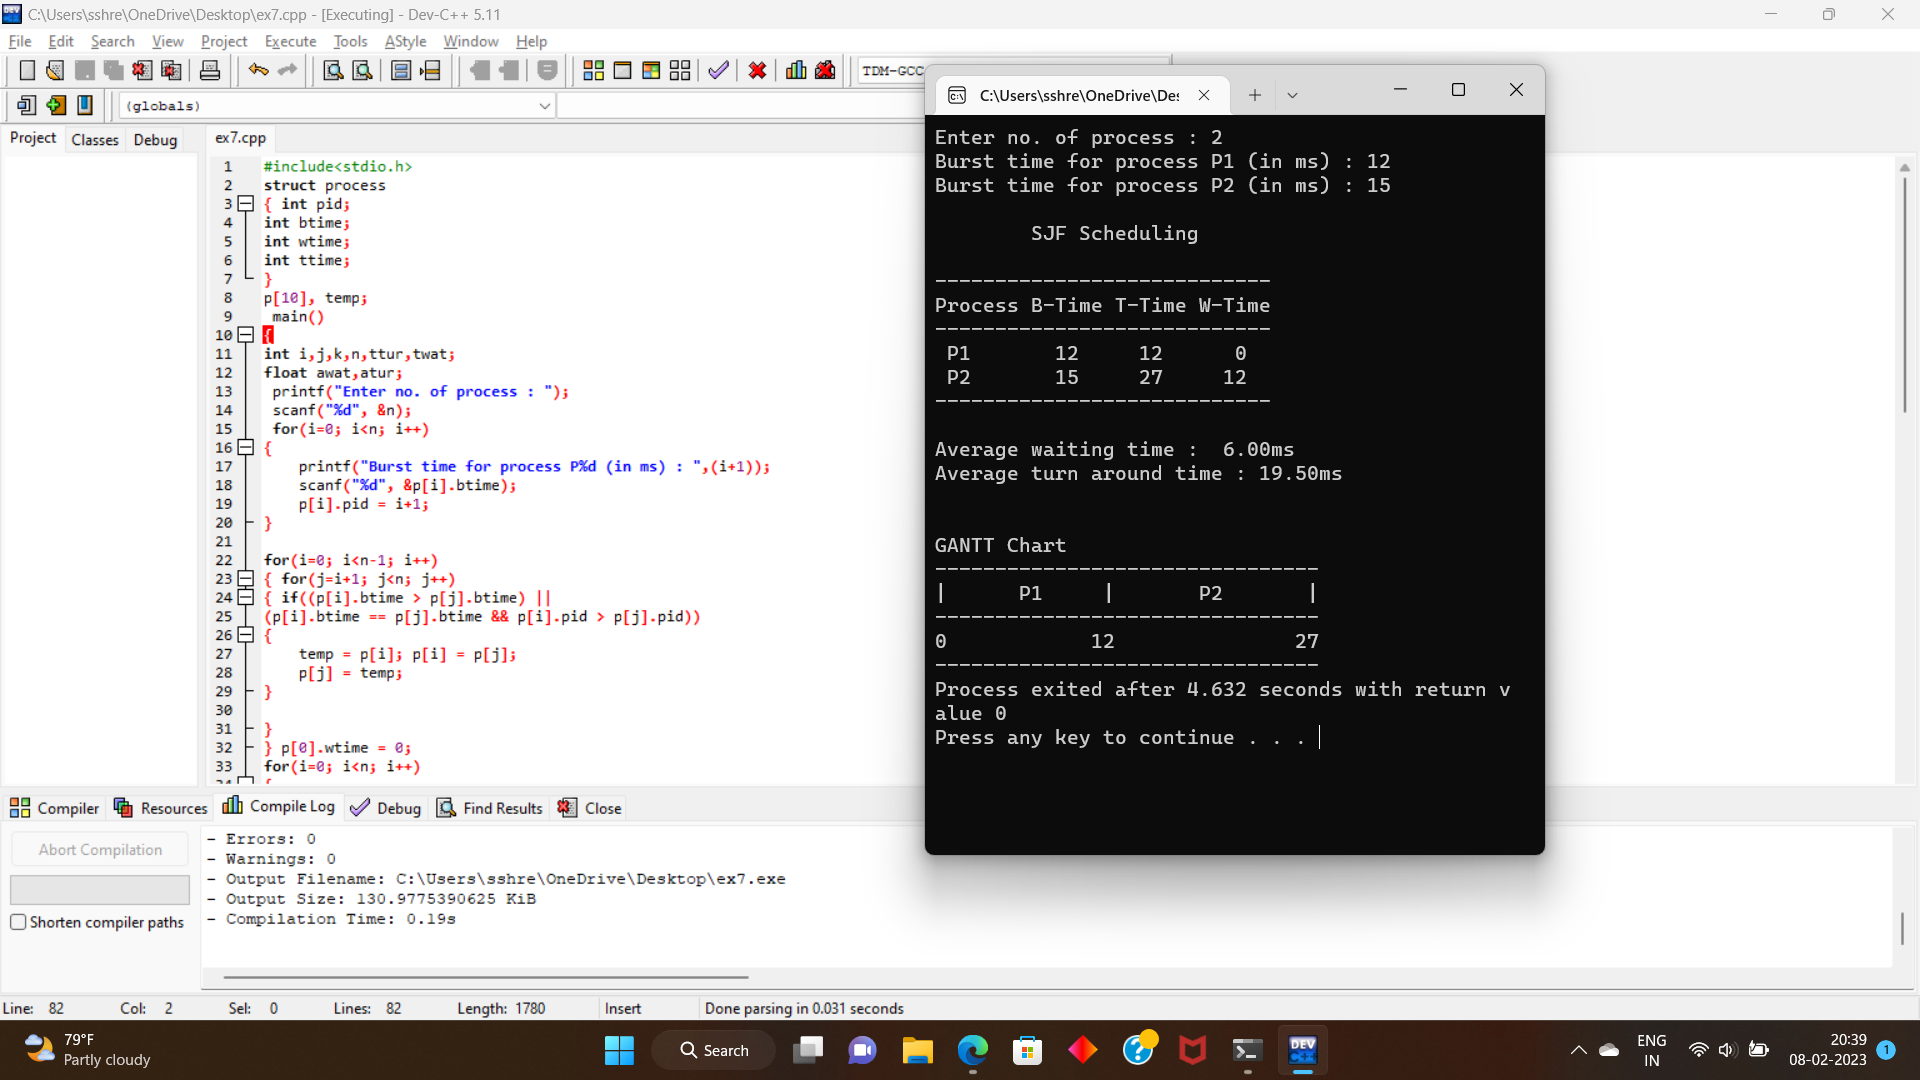 C:\Users\sshre\OneDrive\Desktop\ex7.cpp - [Executing] - Dev-C++ 5.11
File Edit Search View Project Execute Tools AStyle Window Help
TDM-GCC
(globals)
Project Classes Debug
ex7.cpp
1 #include<stdio.h>
2 struct process
3 { int pid;
4 int btime;
5 int wtime;
6 int ttime;
7 }
8 p[10], temp;
9 main()
10 {
11 int i,j,k,n,ttur,twat;
12 float awat,atur;
13 printf("Enter no. of process : ");
14 scanf("%d", &n);
15 for(i=0; i<n; i++)
16 {
17 printf("Burst time for process P%d (in ms) : ",(i+1));
18 scanf("%d", &p[i].btime);
19 p[i].pid = i+1;
20 }
21
22 for(i=0; i<n-1; i++)
23 { for(j=i+1; j<n; j++)
24 { if((p[i].btime > p[j].btime) ||
25 (p[i].btime == p[j].btime && p[i].pid > p[j].pid))
26 {
27 temp = p[i]; p[i] = p[j];
28 p[j] = temp;
29 }
30
31 }
32 } p[0].wtime = 0;
33 for(i=0; i<n; i++)
34 {
C:\Users\sshre\OneDrive\Des
Enter no. of process : 2
Burst time for process P1 (in ms) : 12
Burst time for process P2 (in ms) : 15
SJF Scheduling
----------------------------
Process B-Time T-Time W-Time
----------------------------
P1 12 12 0
P2 15 27 12
----------------------------
Average waiting time : 6.00ms
Average turn around time : 19.50ms
GANTT Chart
--------------------------------
| P1 | P2 |
--------------------------------
0 12 27
--------------------------------
Process exited after 4.632 seconds with return v
alue 0
Press any key to continue . . .
Compiler Resources Compile Log Debug Find Results Close
Abort Compilation
Shorten compiler paths
- Errors: 0
- Warnings: 0
- Output Filename: C:\Users\sshre\OneDrive\Desktop\ex7.exe
- Output Size: 130.9775390625 KiB
- Compilation Time: 0.19s
Line: 82 Col: 2 Sel: 0 Lines: 82 Length: 1780 Insert Done parsing in 0.031 seconds
79°F
Partly cloudy
Search
DEV
C++
ENG
IN
20:39
08-02-2023
1